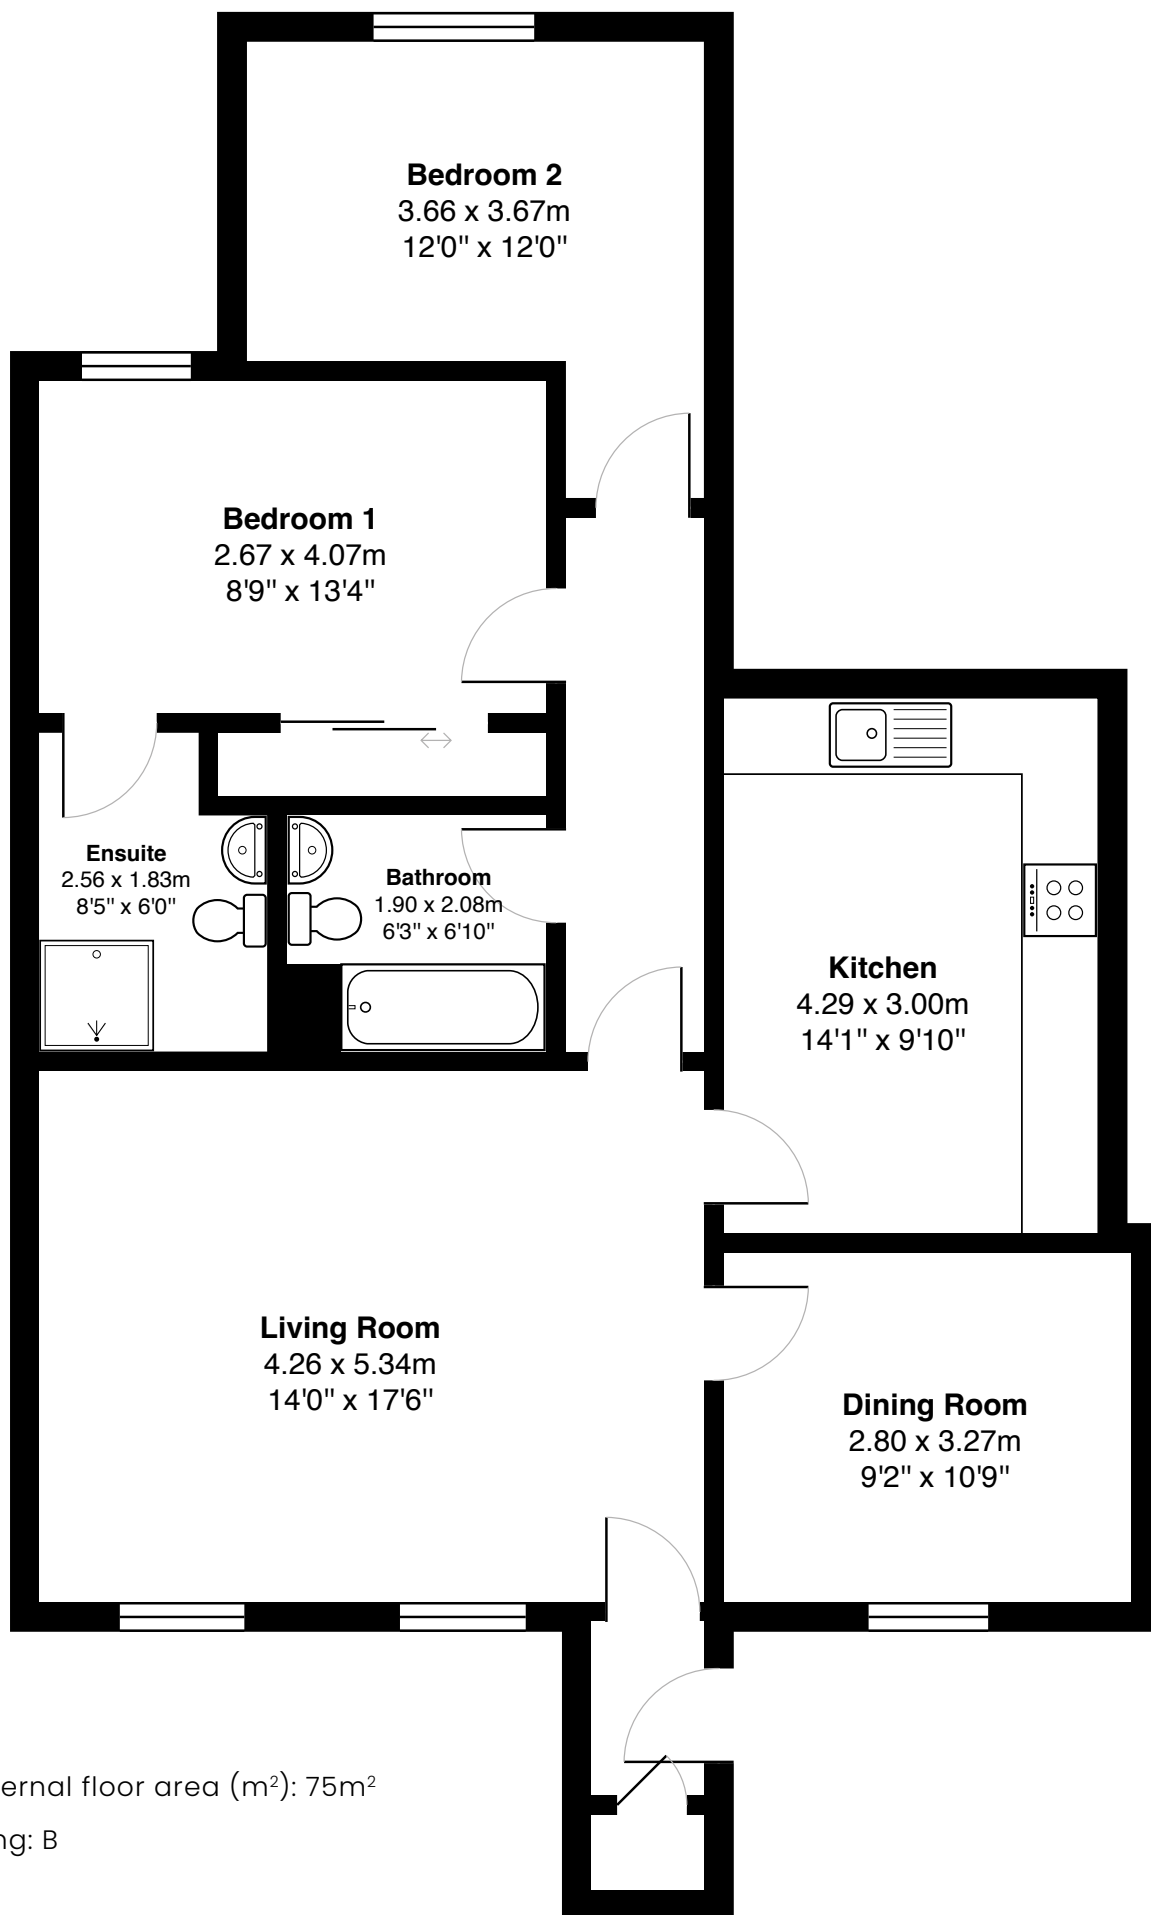 Bedroom 2
3.66 x 3.67m
12'0" x 12'0"
Bedroom 1
2.67 x 4.07m
8'9" x 13'4"
Ensuite
2.56 x 1.83m
8'5" x 6'0"
Bathroom
1.90 x 2.08m
6'3" x 6'10"
Kitchen
4.29 x 3.00m
14'1" x 9'10"
Living Room
4.26 x 5.34m
14'0" x 17'6"
Dining Room
2.80 x 3.27m
9'2" x 10'9"
ernal floor area (m²): 75m²
ng: B